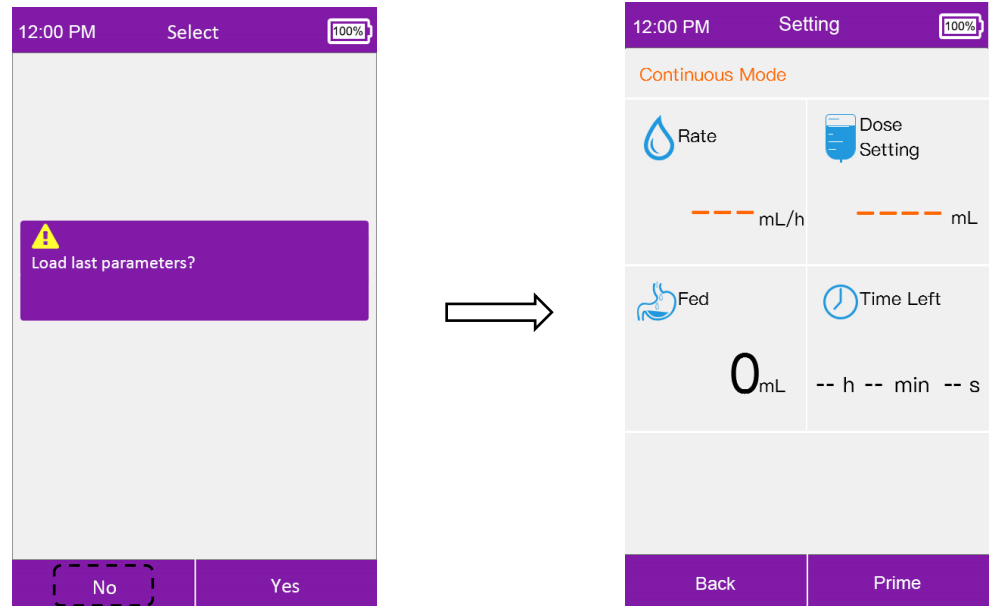 12:00 PM Select 100%
Load last parameters?
No Yes
12:00 PM Setting 100%
Continuous Mode
Rate
Dose
Setting
--- mL/h
---- mL
Fed
Time Left
0mL
-- h -- min -- s
Back Prime